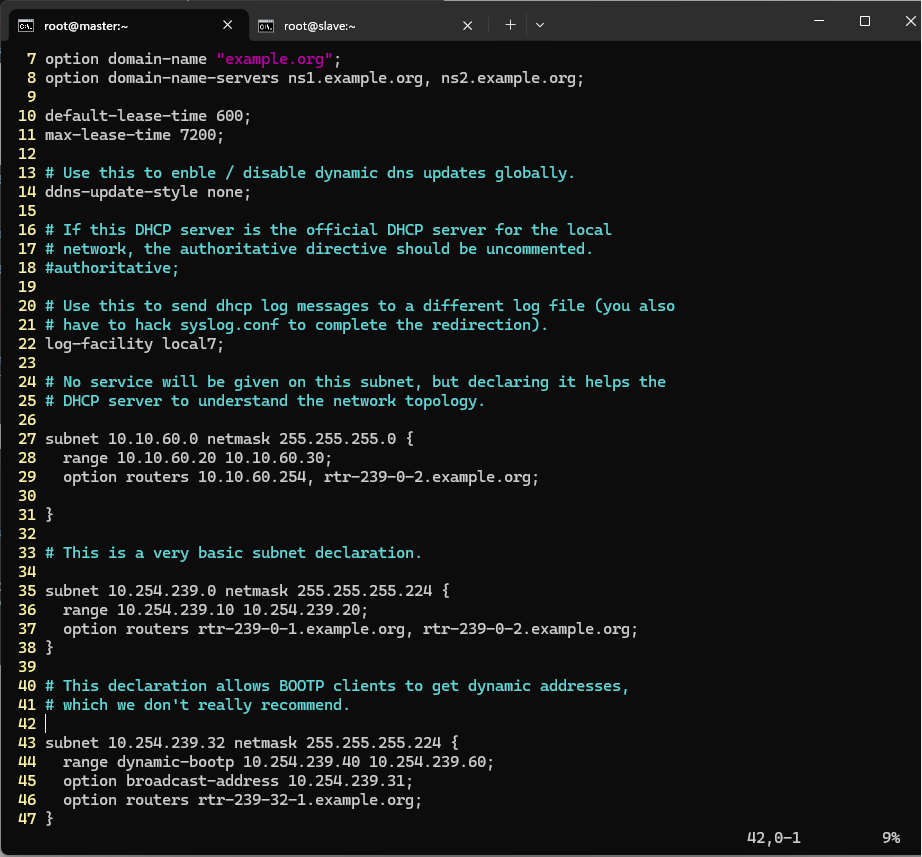 root@master:~
root@slave:~
7 option domain-name "example.org";
8 option domain-name-servers ns1.example.org, ns2.example.org;
9
10 default-lease-time 600;
11 max-lease-time 7200;
12
13 # Use this to enble / disable dynamic dns updates globally.
14 ddns-update-style none;
15
16 # If this DHCP server is the official DHCP server for the local
17 # network, the authoritative directive should be uncommented.
18 #authoritative;
19
20 # Use this to send dhcp log messages to a different log file (you also
21 # have to hack syslog.conf to complete the redirection).
22 log-facility local7;
23
24 # No service will be given on this subnet, but declaring it helps the
25 # DHCP server to understand the network topology.
26
27 subnet 10.10.60.0 netmask 255.255.255.0 {
28   range 10.10.60.20 10.10.60.30;
29   option routers 10.10.60.254, rtr-239-0-2.example.org;
30
31 }
32
33 # This is a very basic subnet declaration.
34
35 subnet 10.254.239.0 netmask 255.255.255.224 {
36   range 10.254.239.10 10.254.239.20;
37   option routers rtr-239-0-1.example.org, rtr-239-0-2.example.org;
38 }
39
40 # This declaration allows BOOTP clients to get dynamic addresses,
41 # which we don't really recommend.
42
43 subnet 10.254.239.32 netmask 255.255.255.224 {
44   range dynamic-bootp 10.254.239.40 10.254.239.60;
45   option broadcast-address 10.254.239.31;
46   option routers rtr-239-32-1.example.org;
47 }
42,0-1 9%